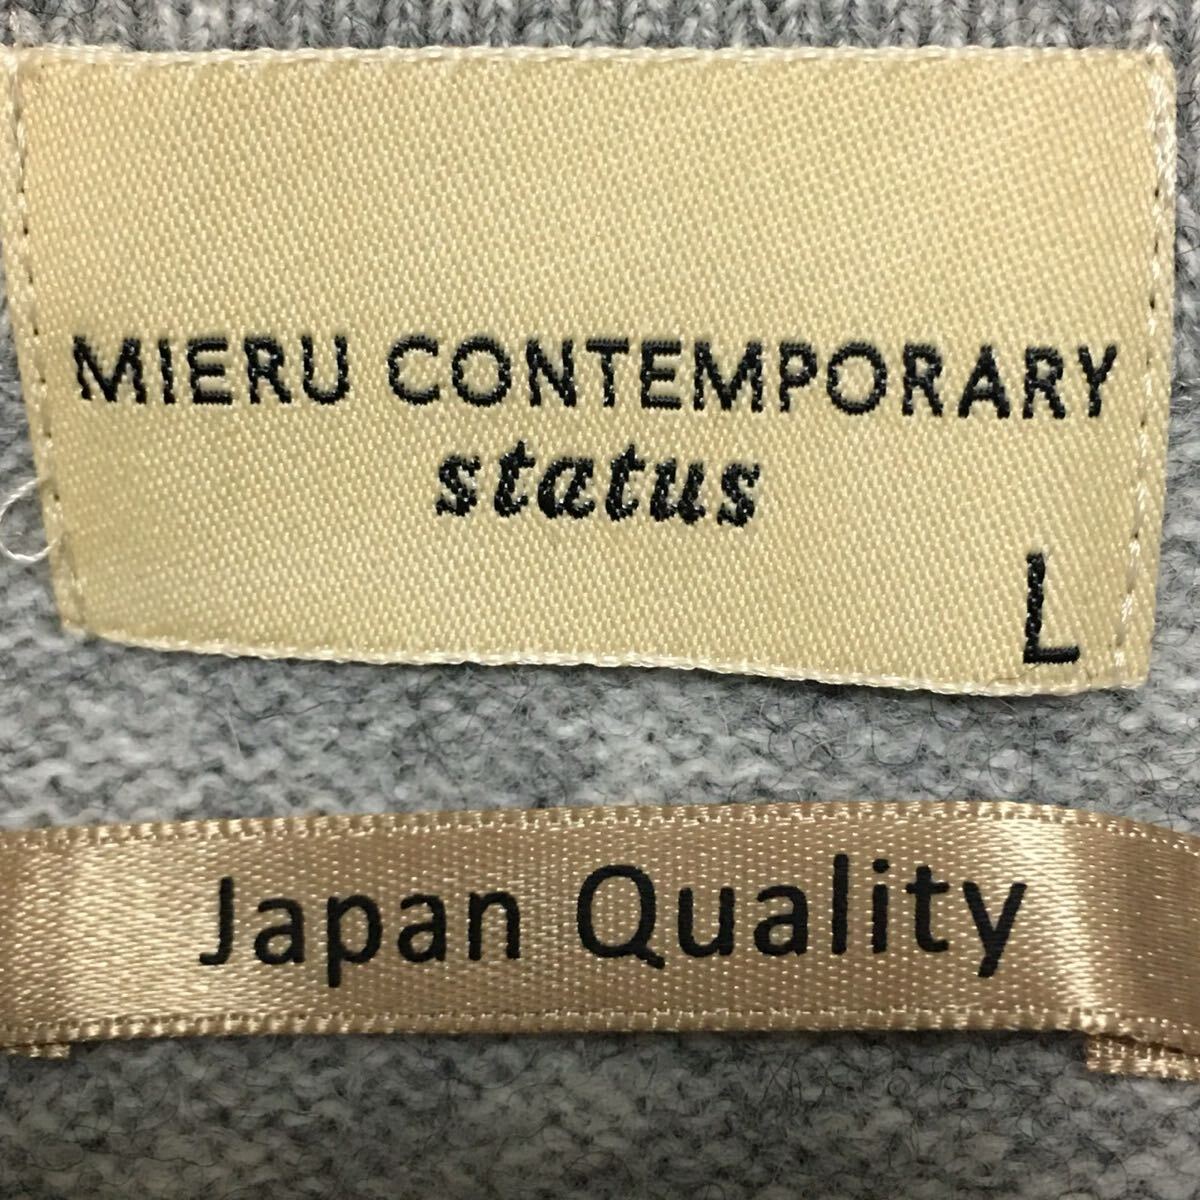 MIERU CONTEMPORARY
status
L
Japan Quality